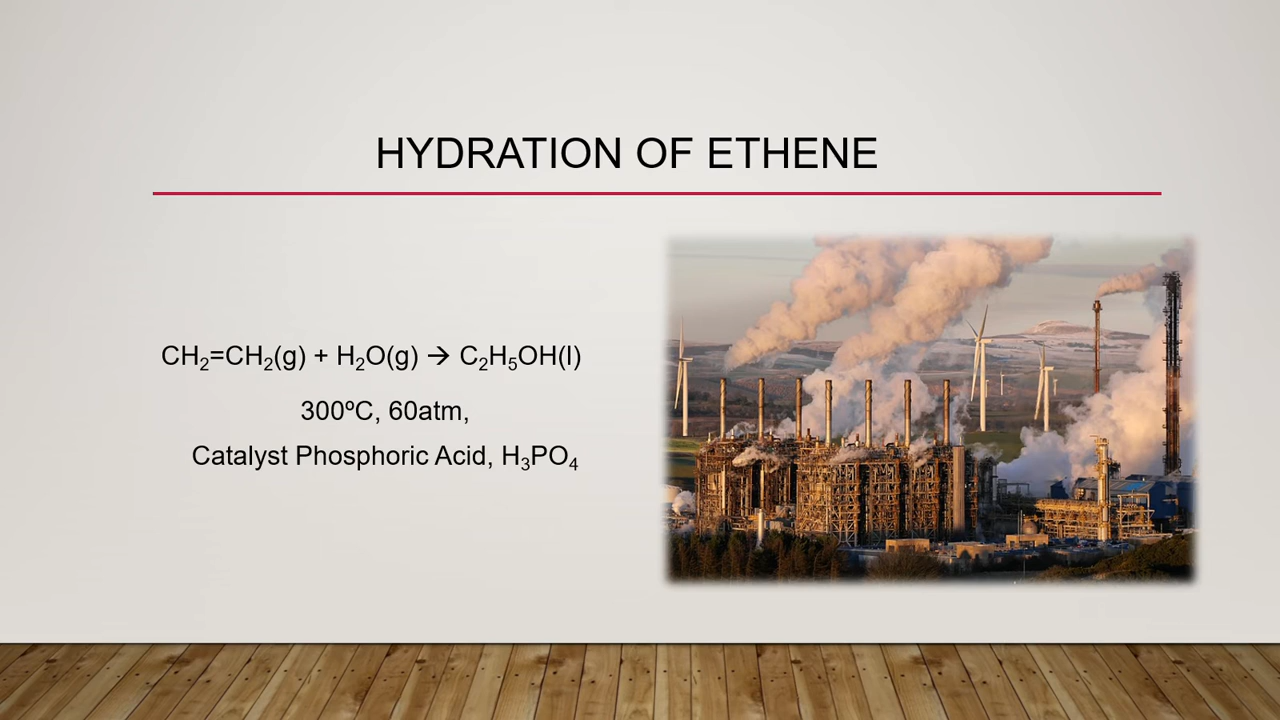 HYDRATION OF ETHENE
CH₂=CH₂(g) + H₂O(g) → C₂H₅OH(l)
300ºC, 60atm,
Catalyst Phosphoric Acid, H₃PO₄